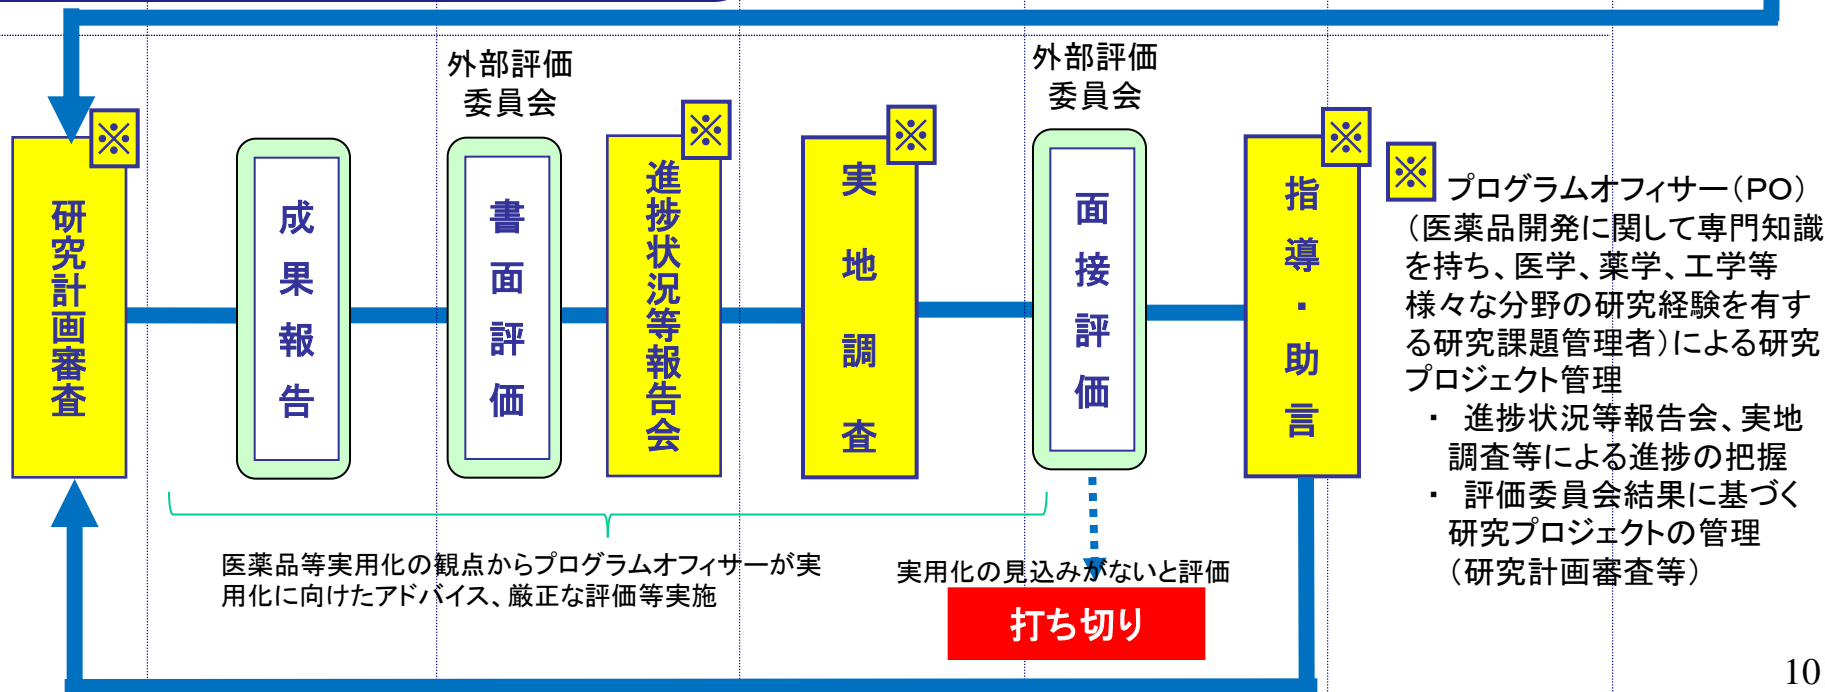 外部評価
委員会
外部評価
委員会
※
研究計画審査
成果報告
書面評価
※
進捗状況等報告会
※
実地調査
面接評価
※
指導・助言
※ プログラムオフィサー(PO)
(医薬品開発に関して専門知識
を持ち、医学、薬学、工学等
様々な分野の研究経験を有す
る研究課題管理者)による研究
プロジェクト管理
・ 進捗状況等報告会、実地
調査等による進捗の把握
・ 評価委員会結果に基づく
研究プロジェクトの管理
(研究計画審査等)
医薬品等実用化の観点からプログラムオフィサーが実
用化に向けたアドバイス、厳正な評価等実施
実用化の見込みがないと評価
打ち切り
10